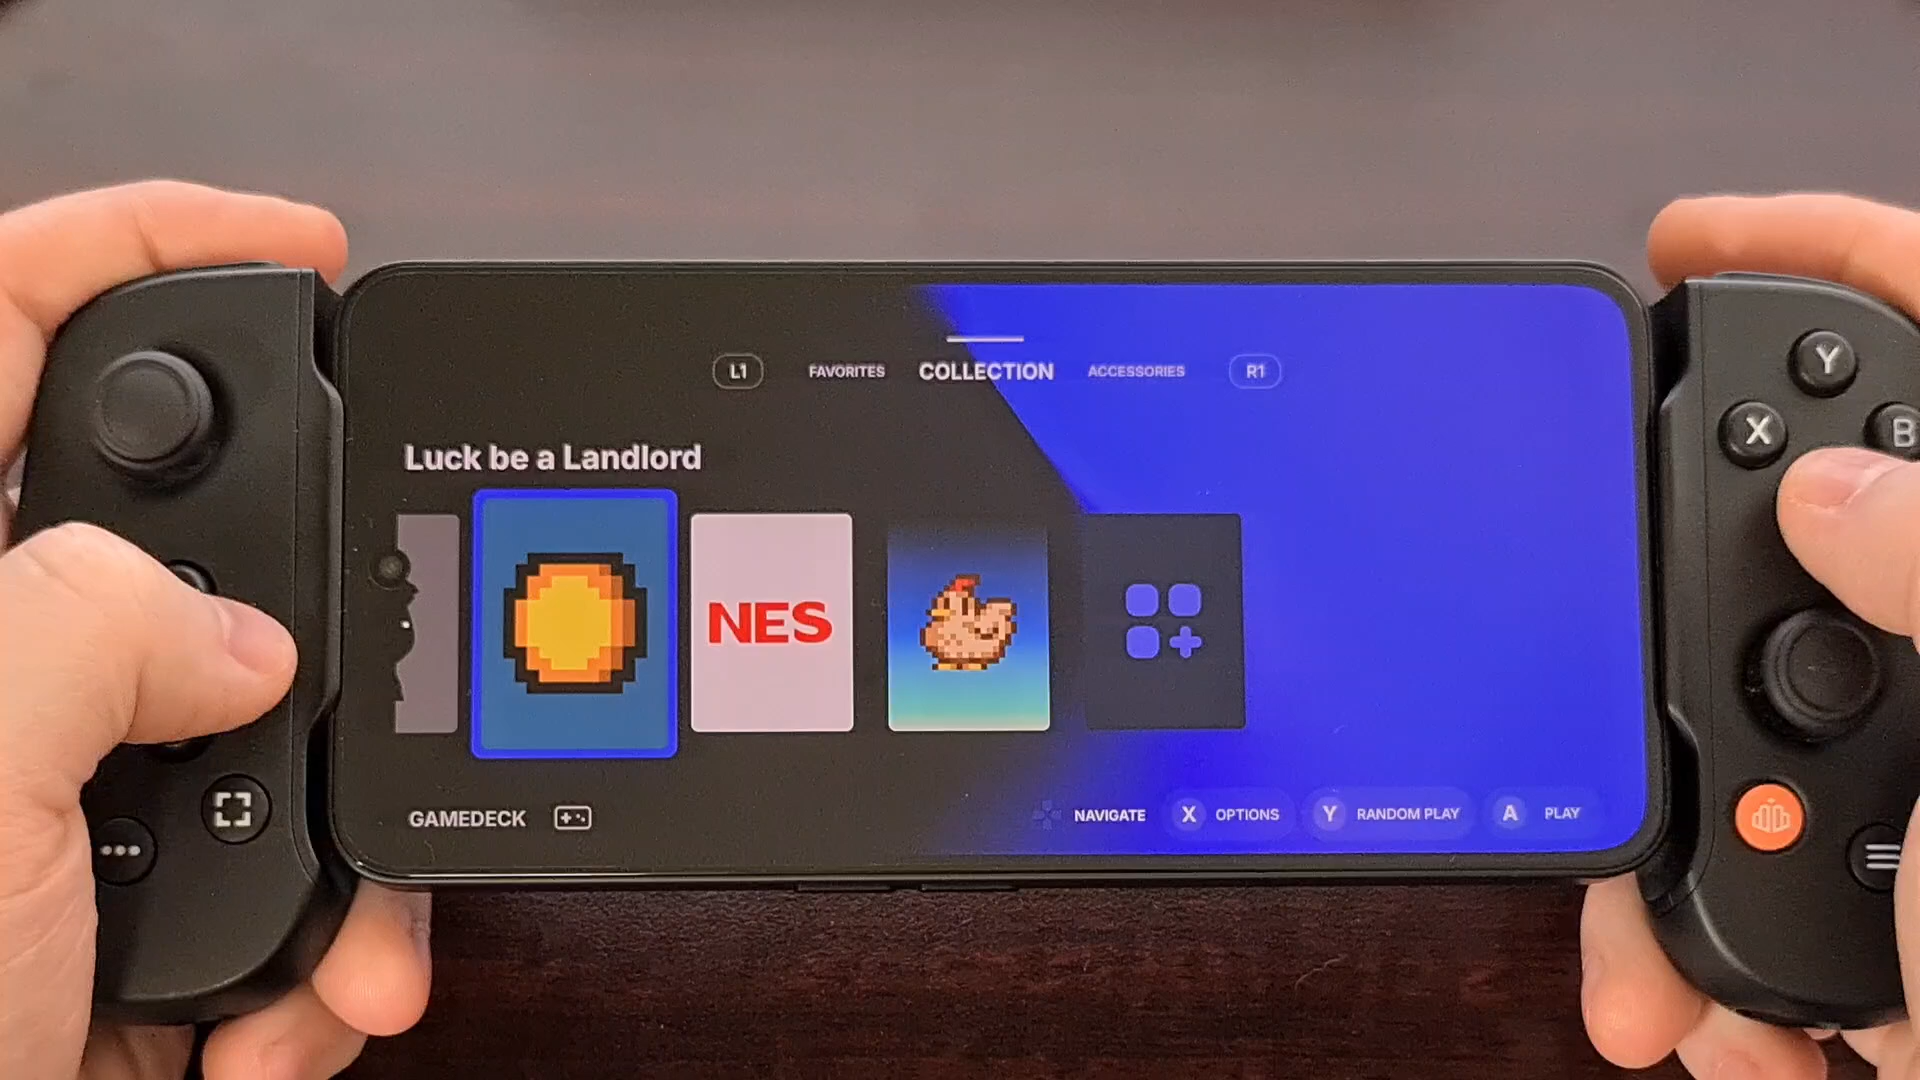 L1 FAVORITES COLLECTION ACCESSORIES R1
Luck be a Landlord
NES
GAMEDECK NAVIGATE X OPTIONS Y RANDOM PLAY A PLAY
Y
X B